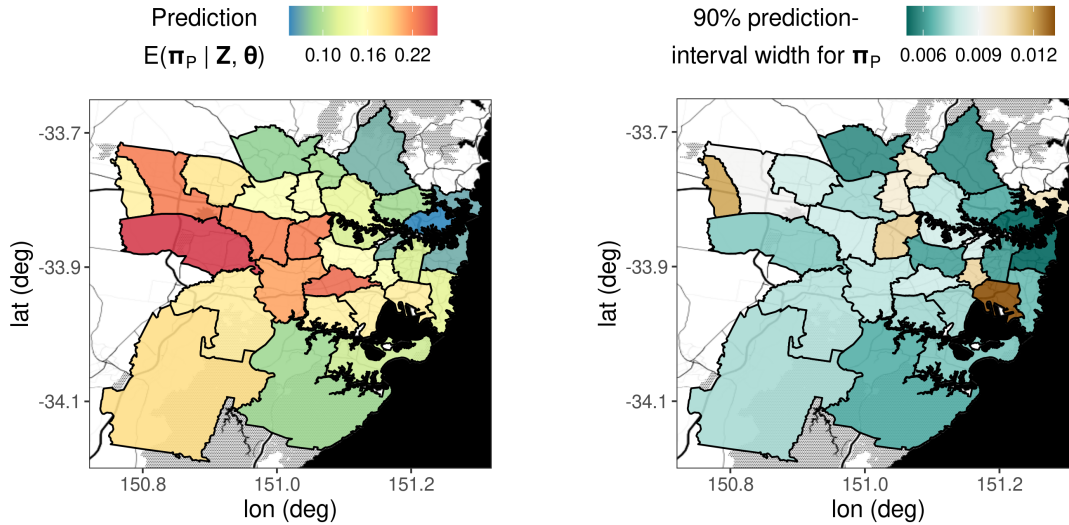 Prediction
E(π_P | Z, θ)
0.10 0.16 0.22
-33.7
-33.9
-34.1
lat (deg)
150.8 151.0 151.2
lon (deg)
90% prediction-
interval width for π_P
0.006 0.009 0.012
-33.7
-33.9
-34.1
lat (deg)
150.8 151.0 151.2
lon (deg)